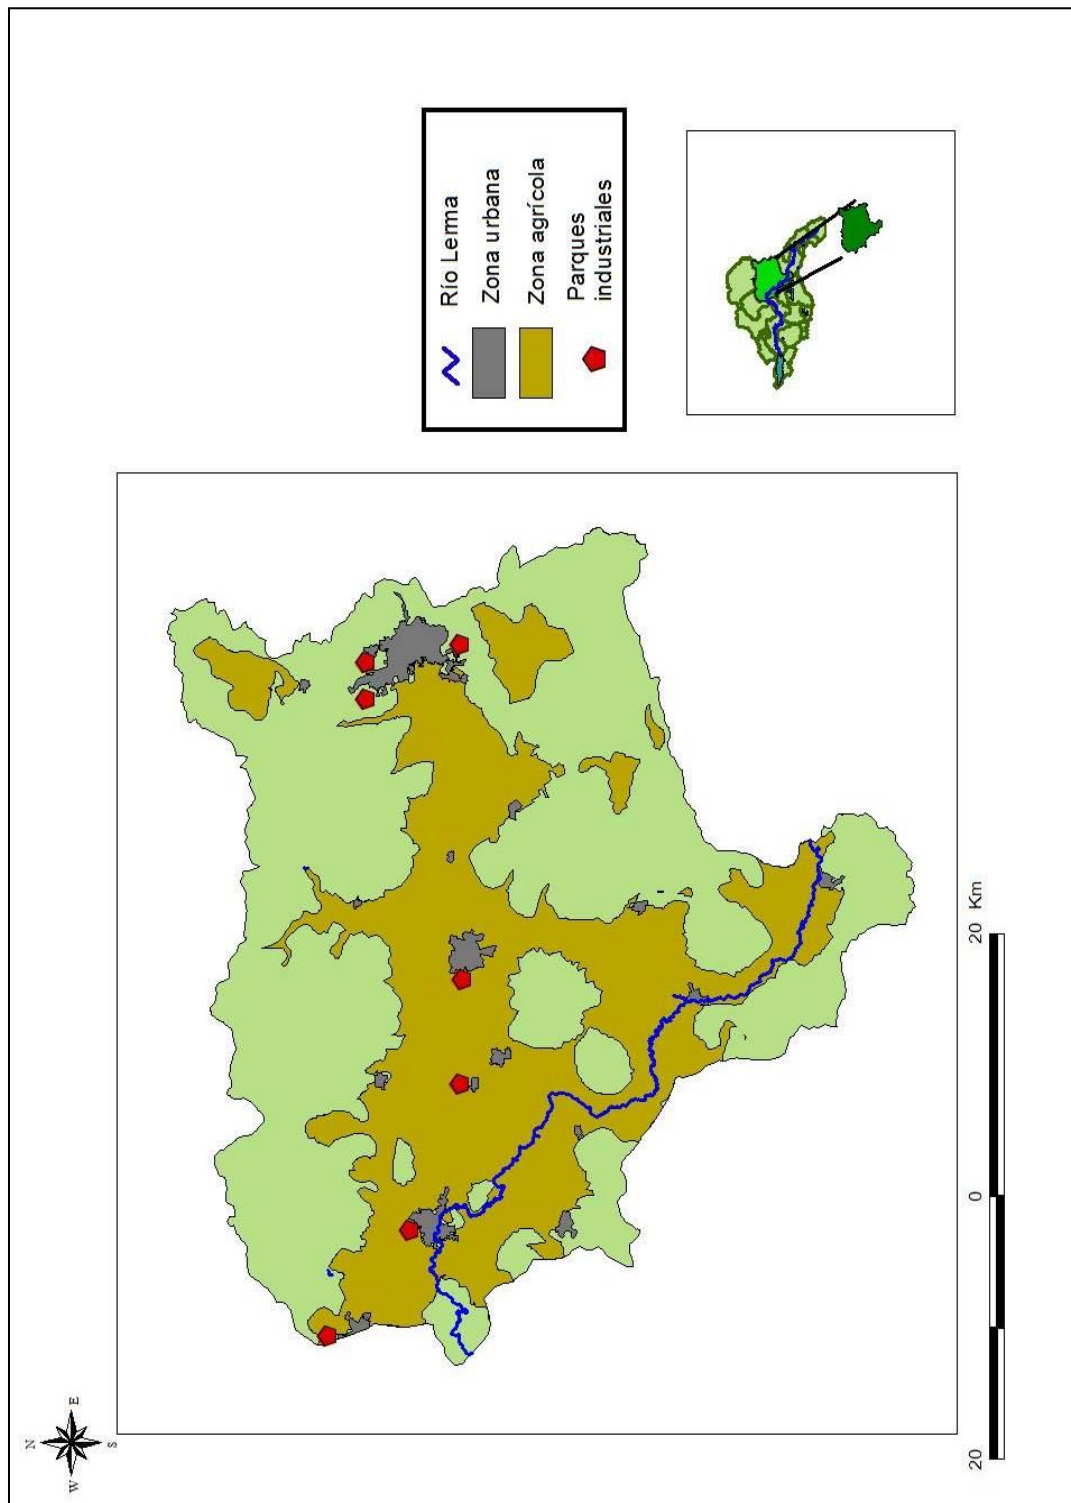 Río Lerma
Zona urbana
Zona agrícola
Parques
industriales
N
E
S
W
20
0
20 Km